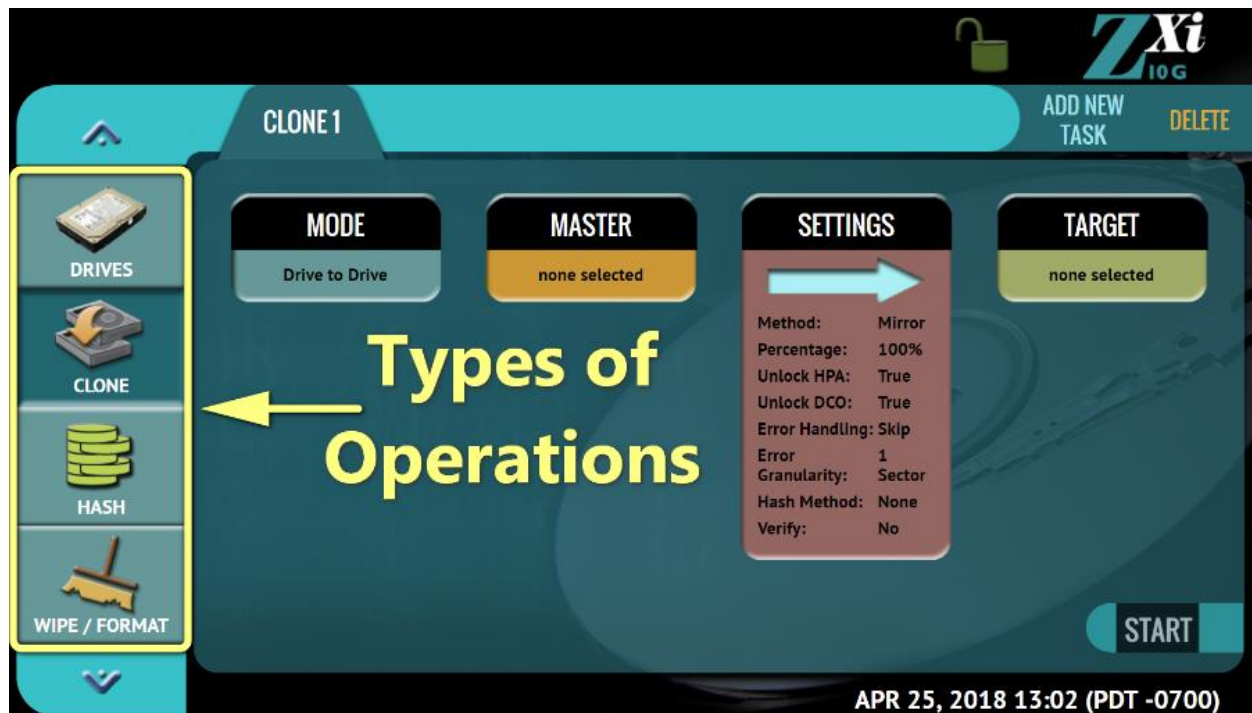 ZXi
10G
CLONE 1
ADD NEW
TASK
DELETE
DRIVES
CLONE
HASH
WIPE / FORMAT
MODE
Drive to Drive
MASTER
none selected
SETTINGS
Method: Mirror
Percentage: 100%
Unlock HPA: True
Unlock DCO: True
Error Handling: Skip
Error 1
Granularity: Sector
Hash Method: None
Verify: No
TARGET
none selected
Types of
Operations
START
APR 25, 2018 13:02 (PDT -0700)